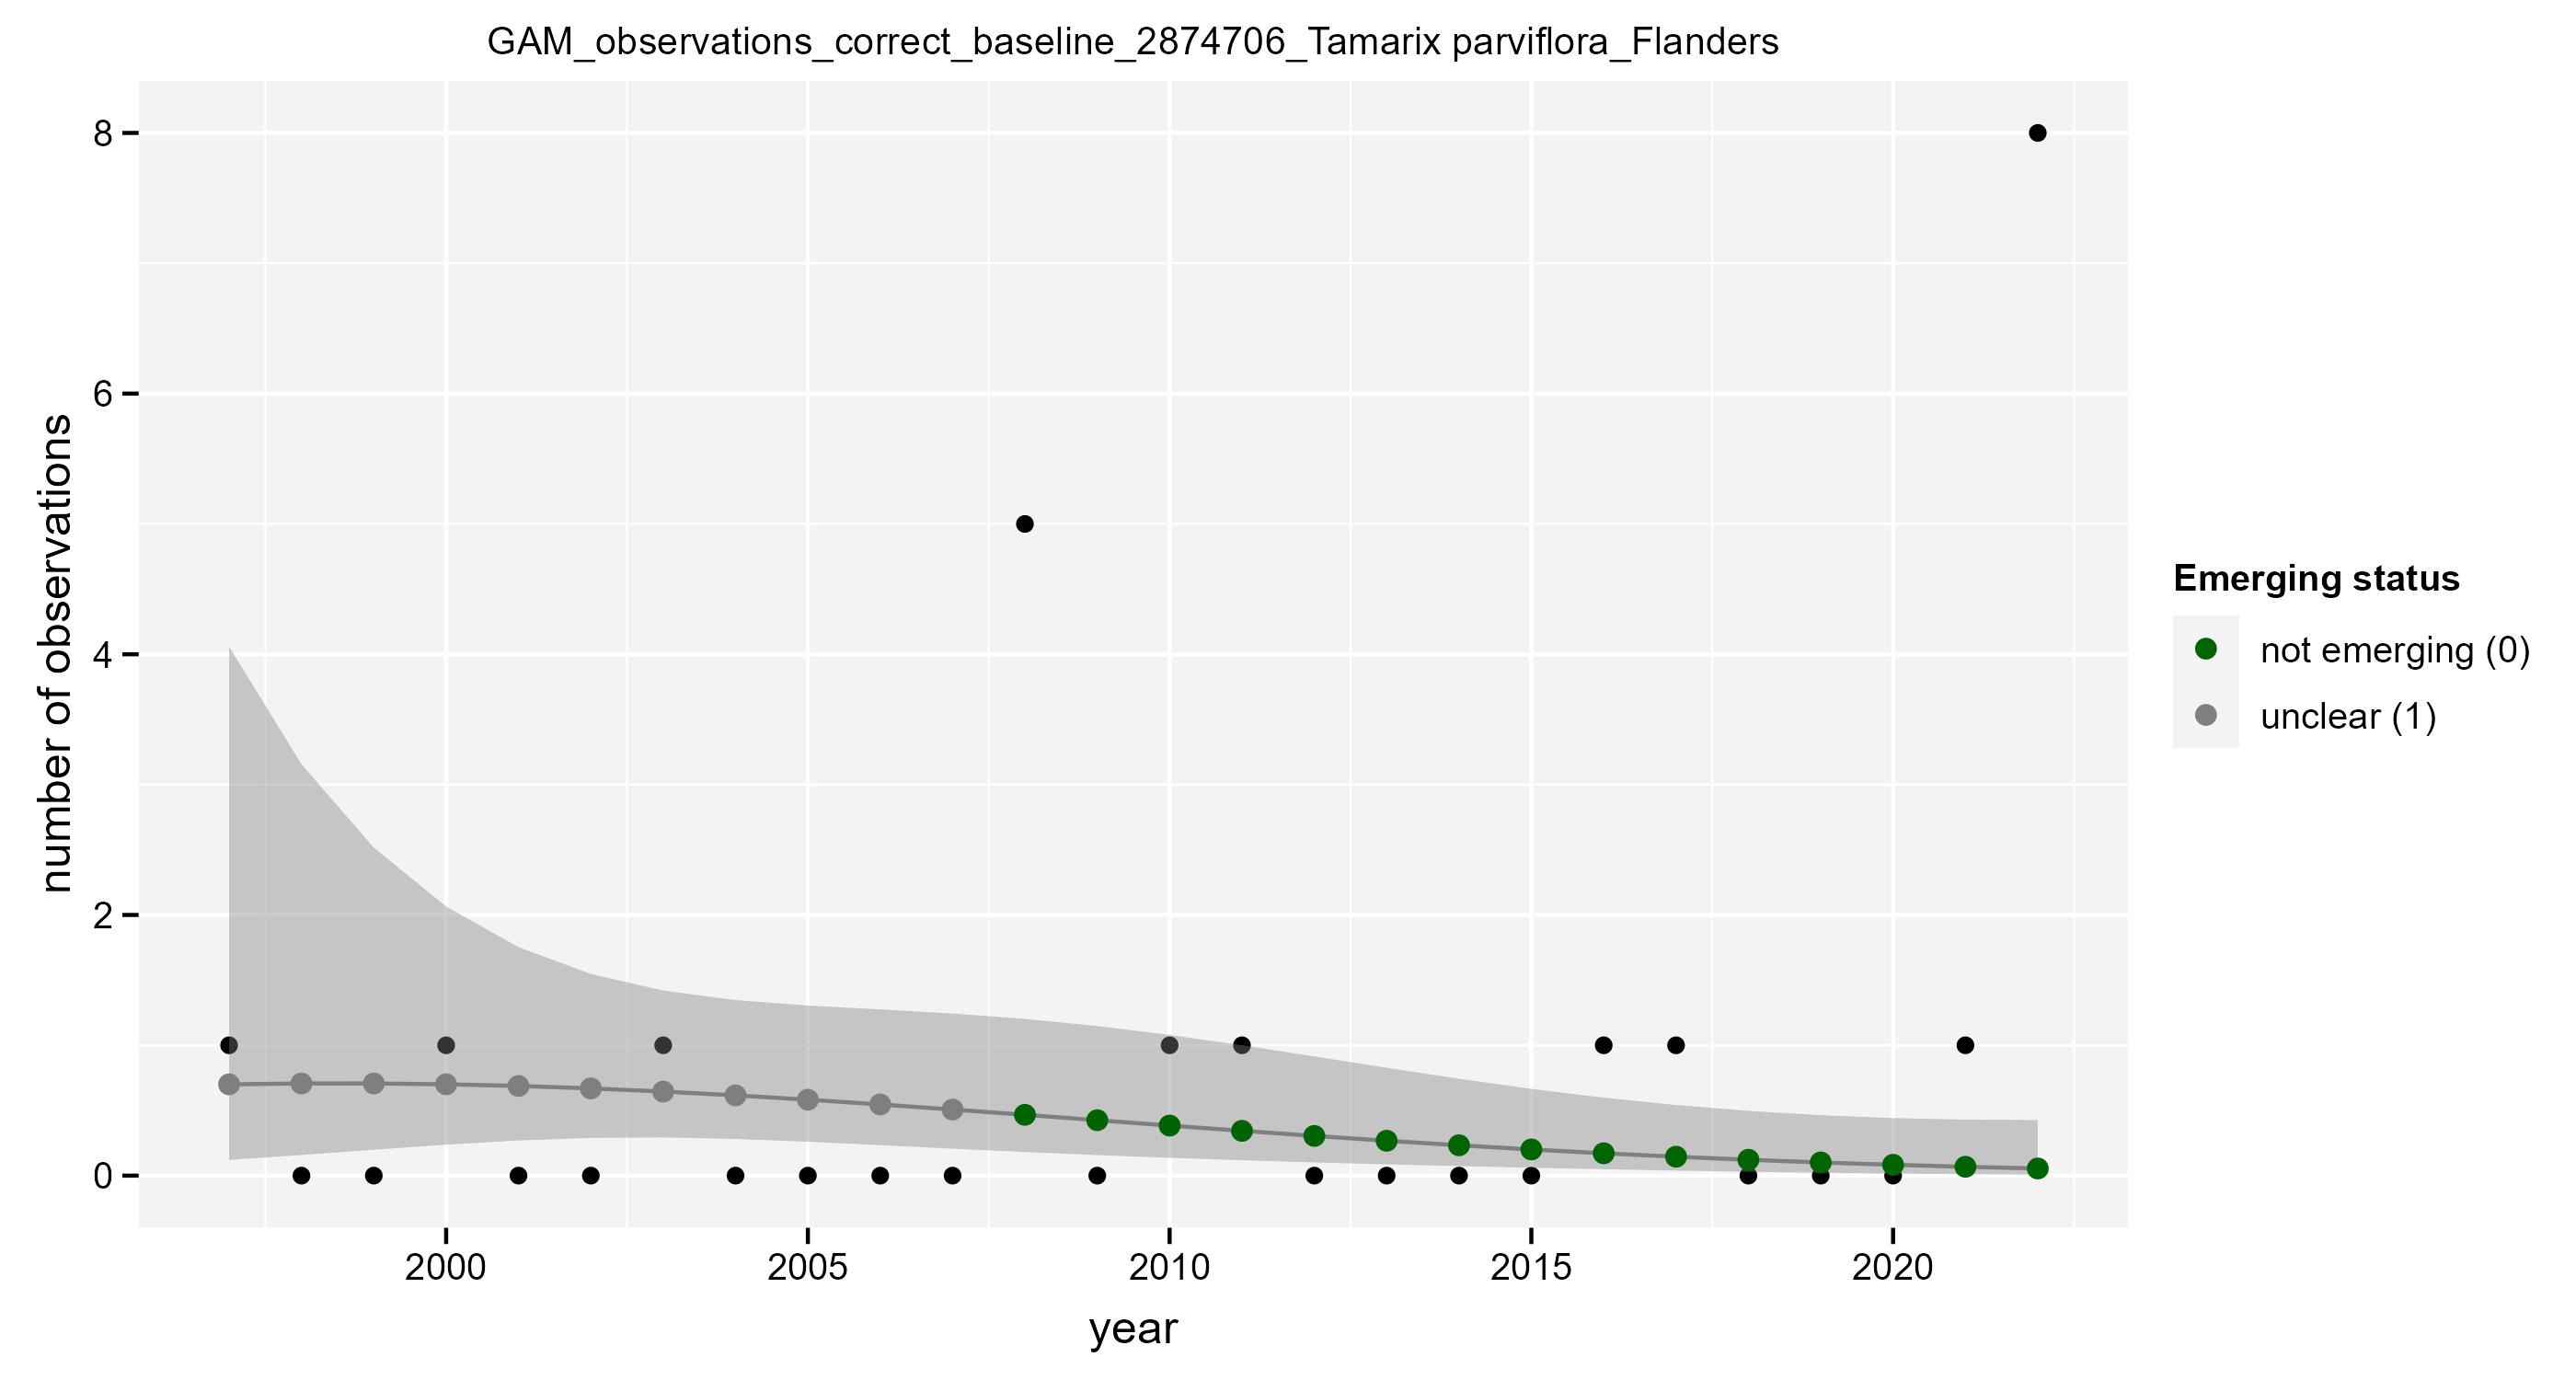 GAM_observations_correct_baseline_2874706_Tamarix parviflora_Flanders
8
6
4
2
0
number of observations
2000 2005 2010 2015 2020
year
Emerging status
not emerging (0)
unclear (1)